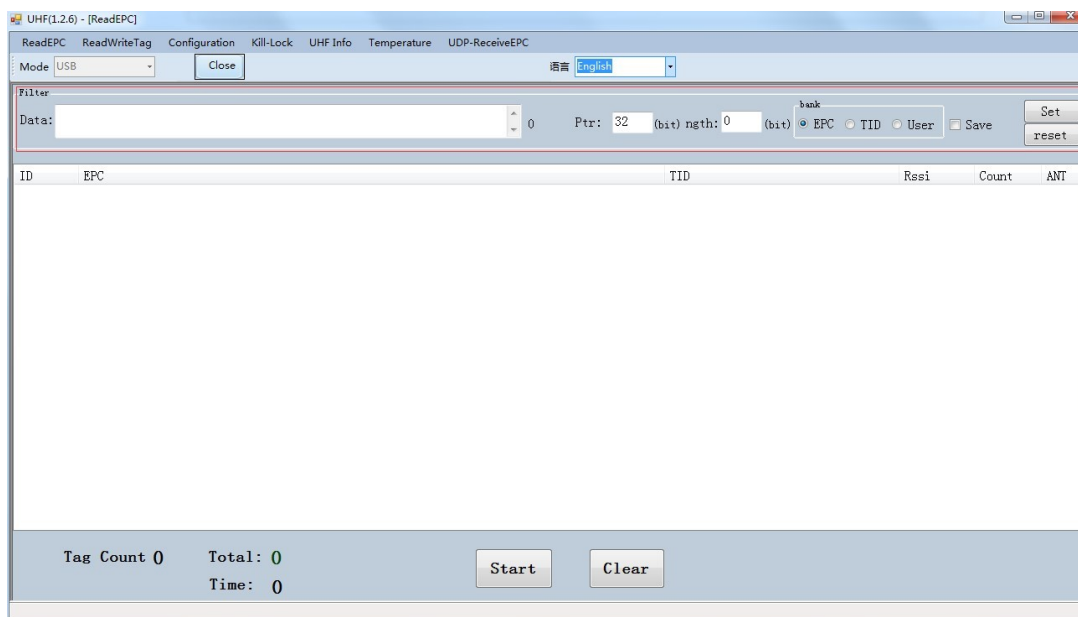 UHF(1.2.6) - [ReadEPC]
ReadEPC ReadWriteTag Configuration Kill-Lock UHF Info Temperature UDP-ReceiveEPC
Mode USB Close 语言 English
Filter
Data: 0 Ptr: 32 (bit) ngth: 0 (bit) bank EPC TID User Save Set
reset
ID EPC TID Rssi Count ANT
Tag Count 0 Total: 0 Start Clear
Time: 0